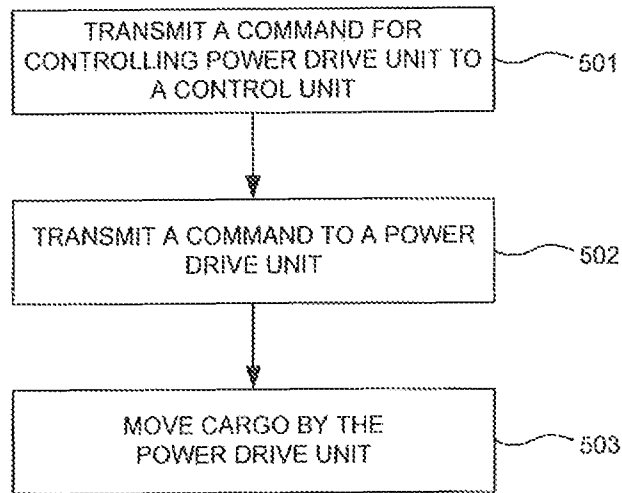 TRANSMIT A COMMAND FOR
CONTROLLING POWER DRIVE UNIT TO
A CONTROL UNIT
501
TRANSMIT A COMMAND TO A POWER
DRIVE UNIT
502
MOVE CARGO BY THE
POWER DRIVE UNIT
503